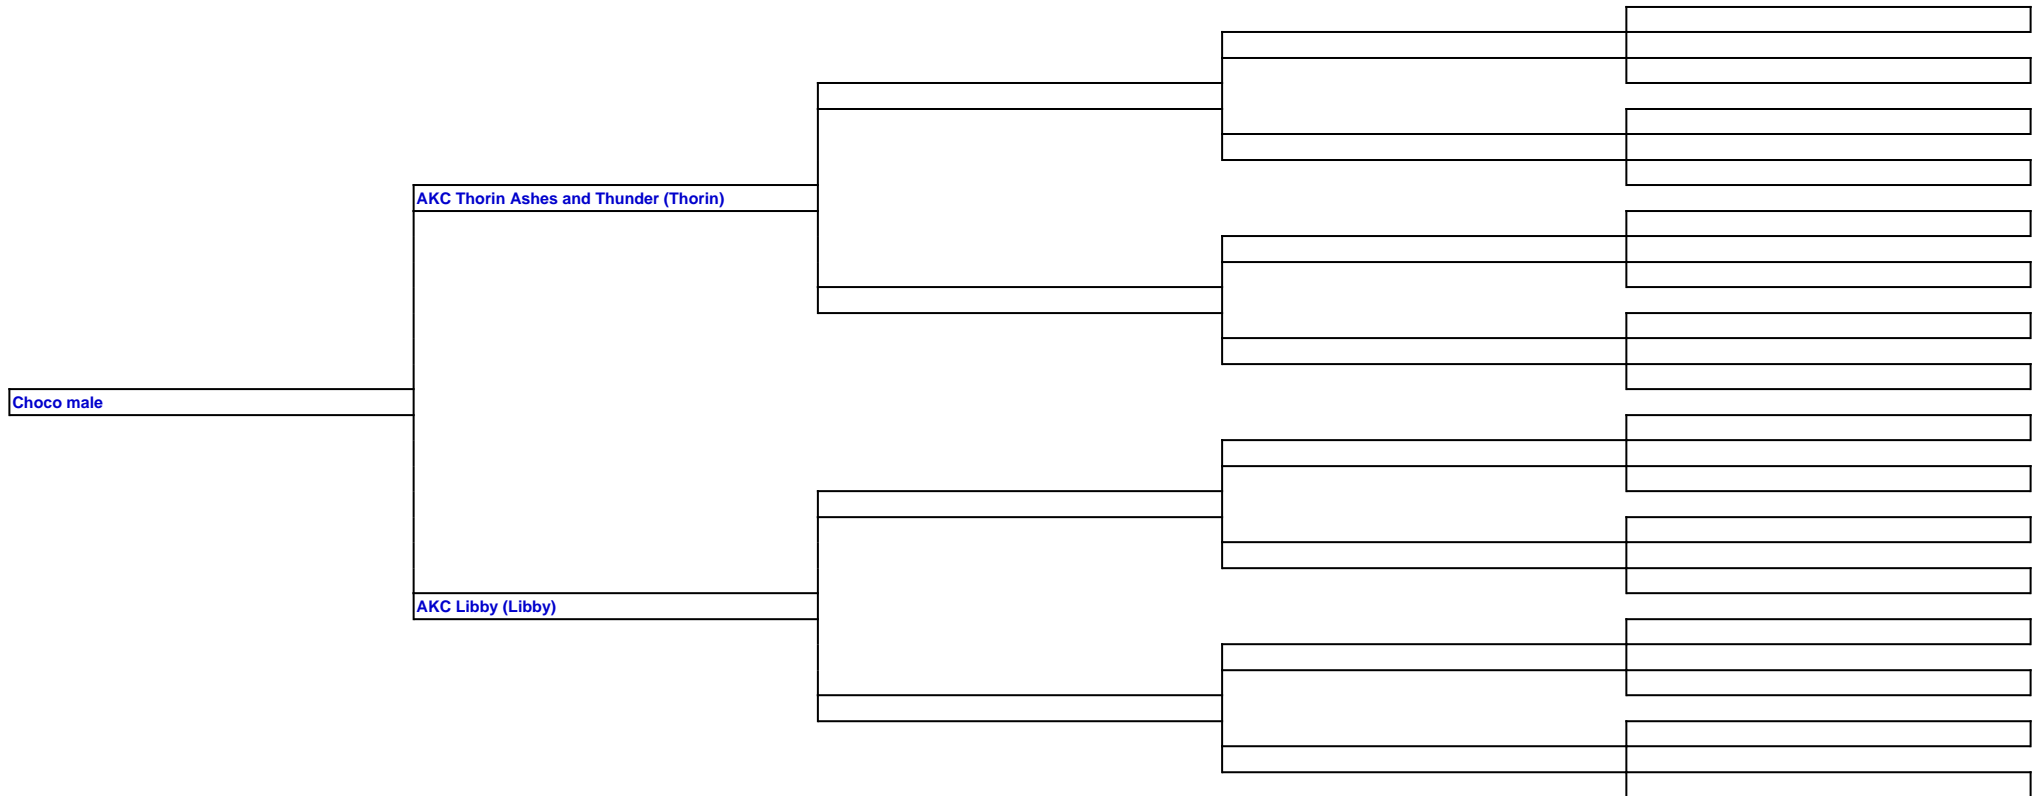 AKC Thorin Ashes and Thunder (Thorin)
Choco male
AKC Libby (Libby)